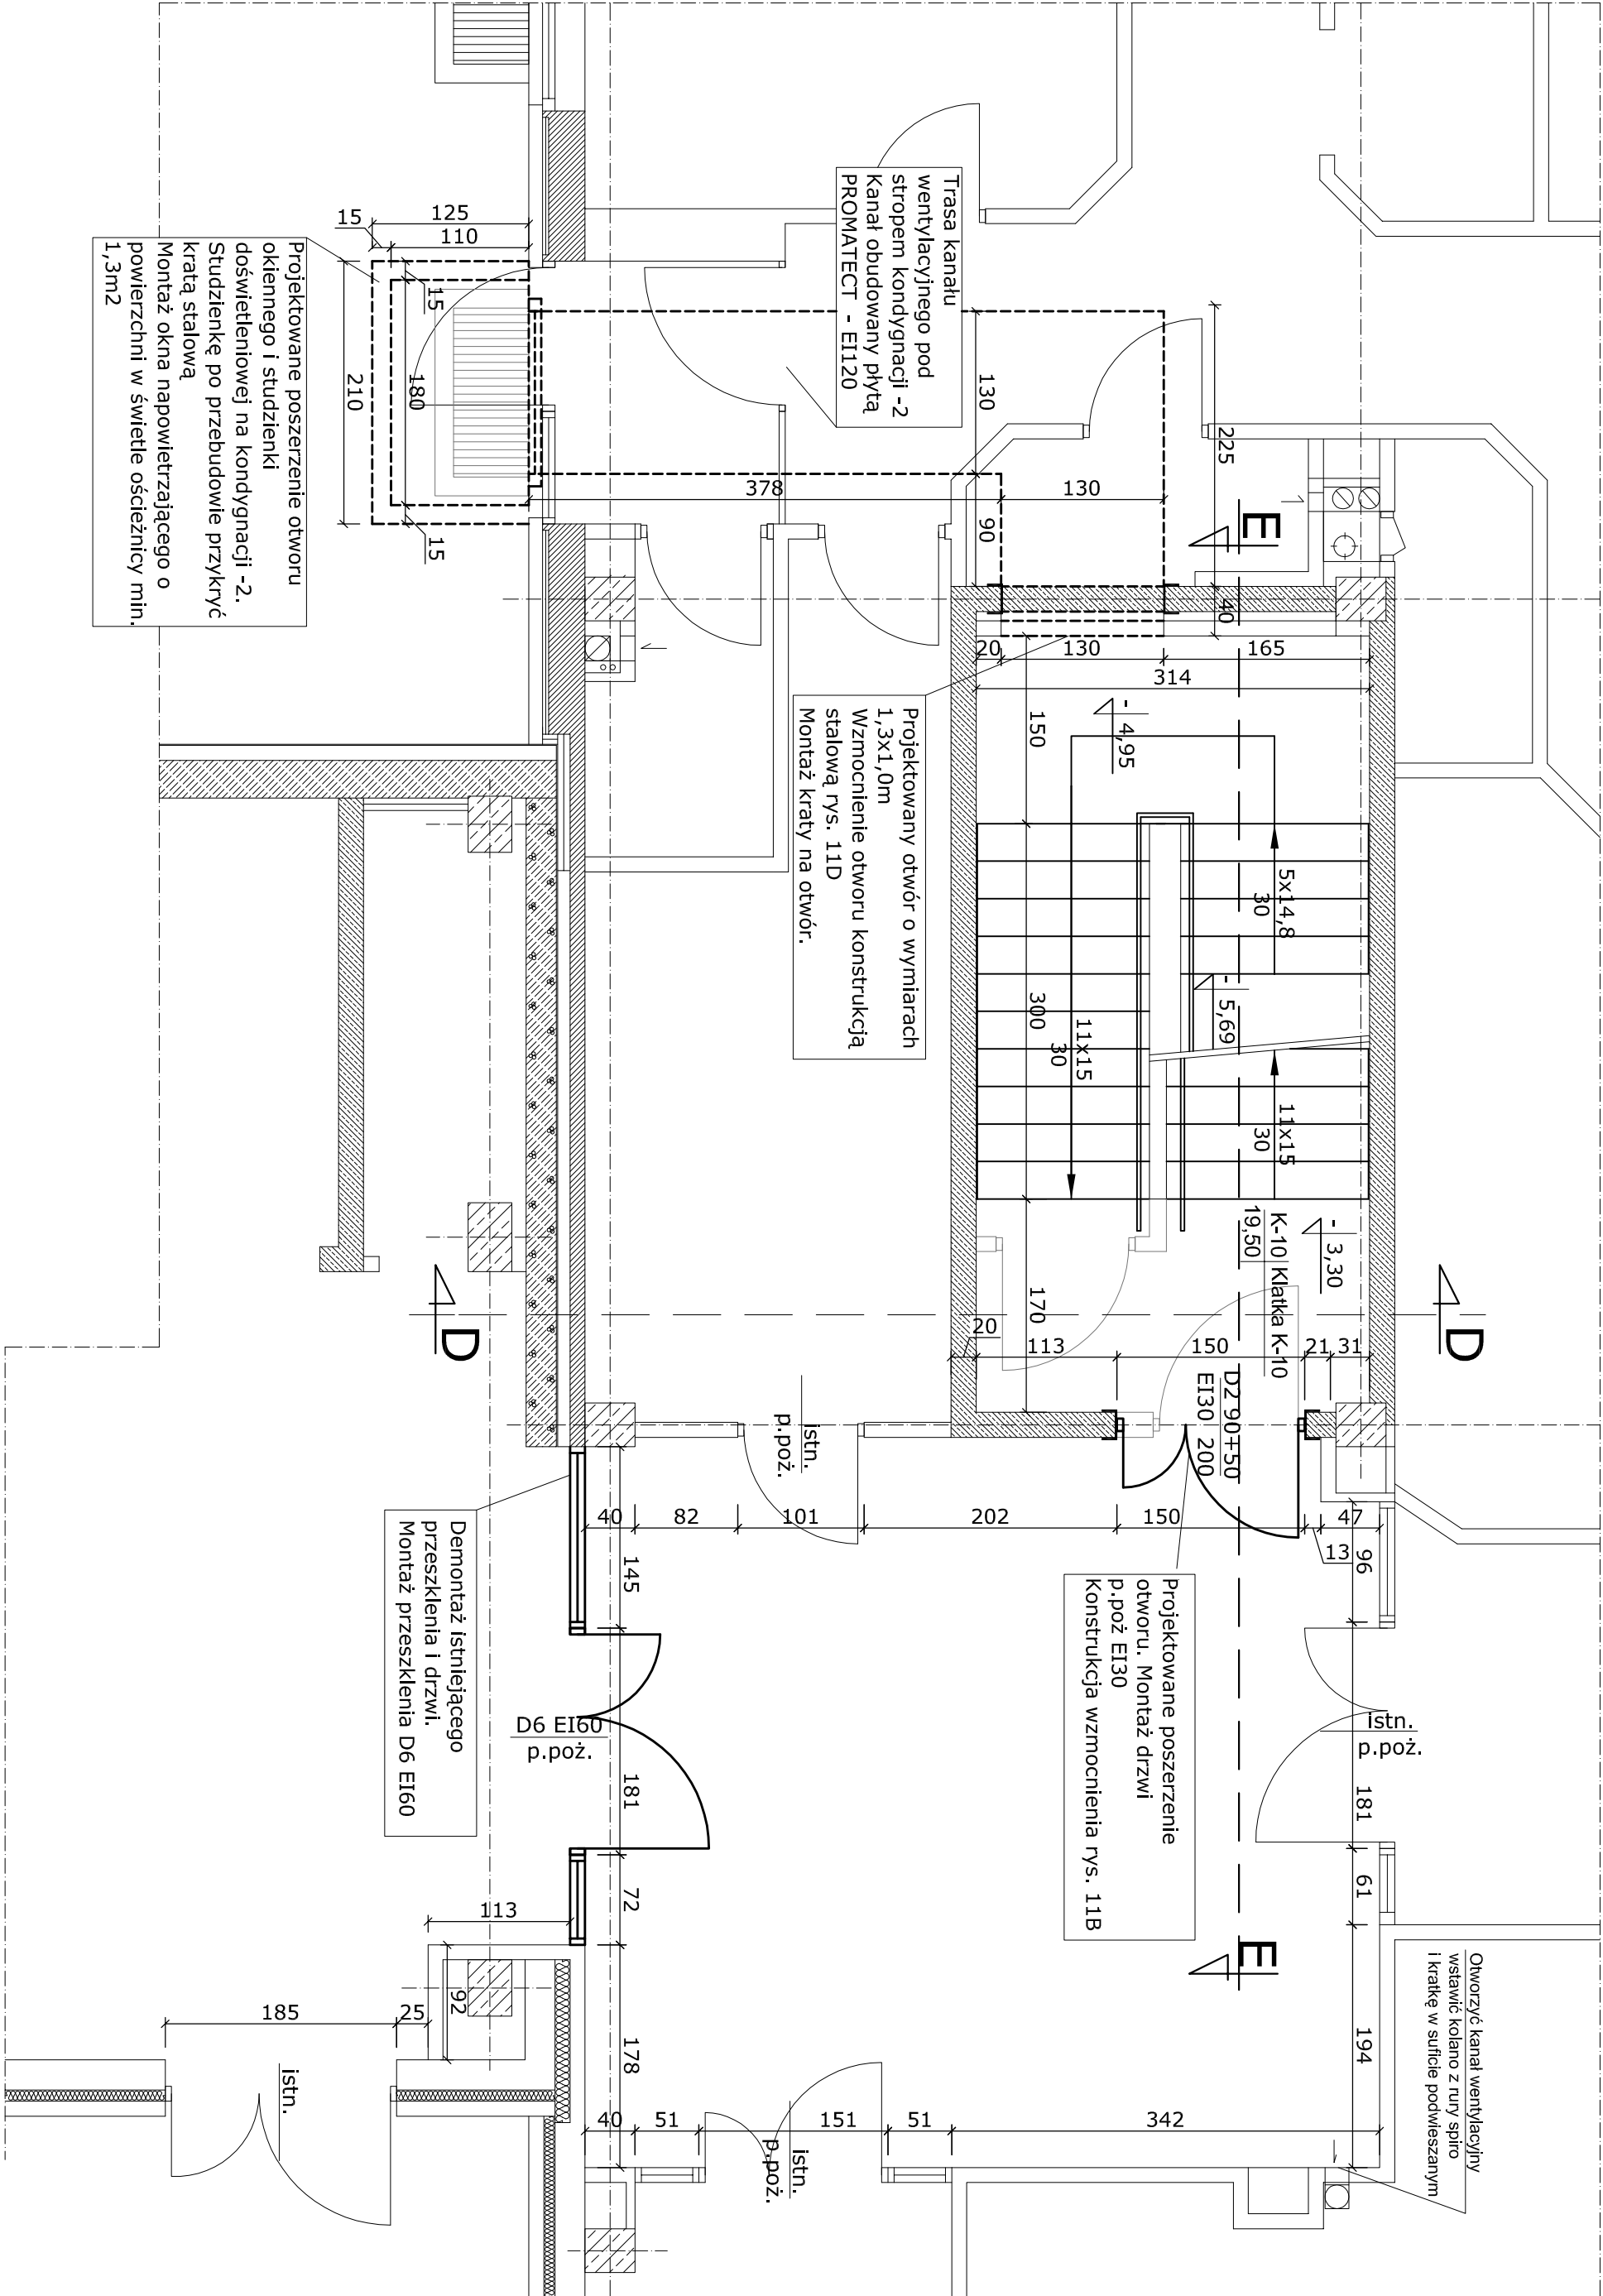 Trasa kanału
wentylacyjnego pod
stropem kondygnacji -2
Kanał obudowany płytą
PROMATECT - EI120
Projektowane poszerzenie otworu
okiennego i studzienki
doświetleniowej na kondygnacji -2.
Studzienkę po przebudowie przykryć
kratą stalową
Montaż okna napowietrzającego o
powierzchni w świetle ościeżnicy min.
1,3m2
15
125
110
15
180
210
15
130
90
378
130
225
40
E
20
130
165
314
Projektowany otwór o wymiarach
1,3x1,0m
Wzmocnienie otworu konstrukcją
stalową rys. 11D
Montaż kraty na otwór.
150
300
170
- 4,95
5x14,8
30
- 5,69
11x15
30
11x15
30
- 3,30
K-10 Klatka K-10
19,50
D
D
20
113
150
21
31
D2 90+50
EI30 200
istn.
p.poż.
40
82
101
202
150
13
47
96
181
61
194
Projektowane poszerzenie
otworu. Montaż drzwi
p.poż EI30
Konstrukcja wzmocnienia rys. 11B
istn.
p.poż.
Demontaż istniejącego
przeszklenia i drzwi.
Montaż przeszklenia D6 EI60
D6 EI60
p.poż.
145
181
72
178
E
Otworzyć kanał wentylacyjny
wstawić kolano z rury spiro
i kratkę w suficie podwieszanym
113
92
185
25
istn.
40
51
151
51
342
istn.
p.poż.